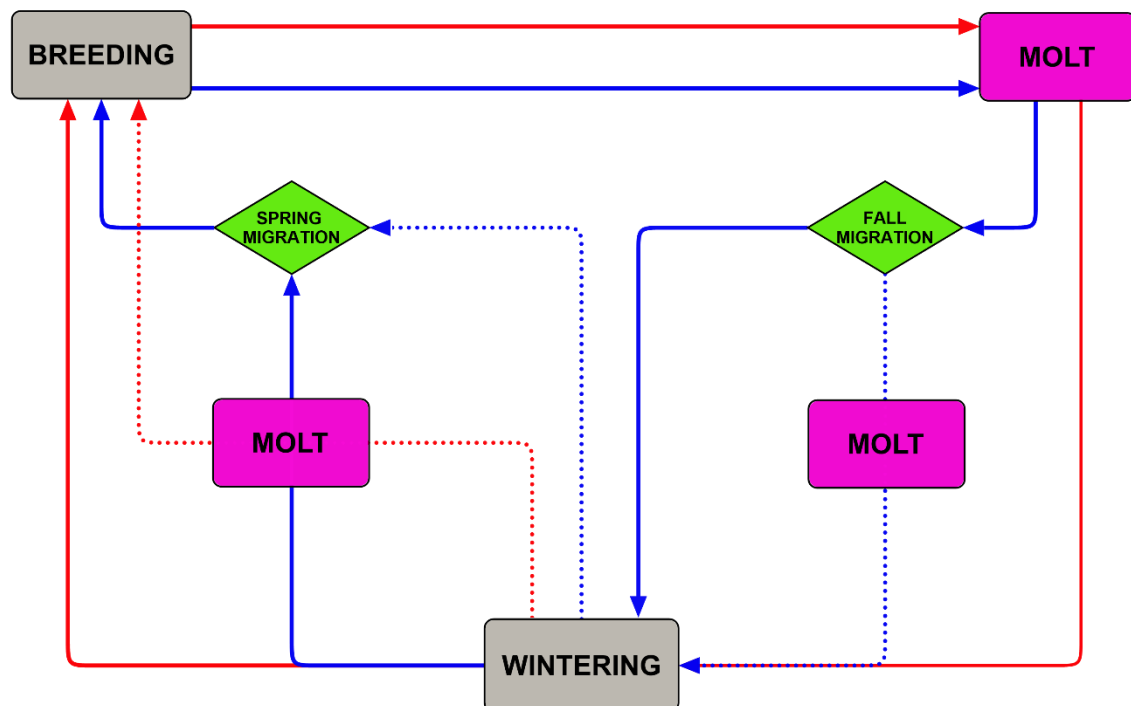 BREEDING
MOLT
SPRING
MIGRATION
FALL
MIGRATION
MOLT
MOLT
WINTERING